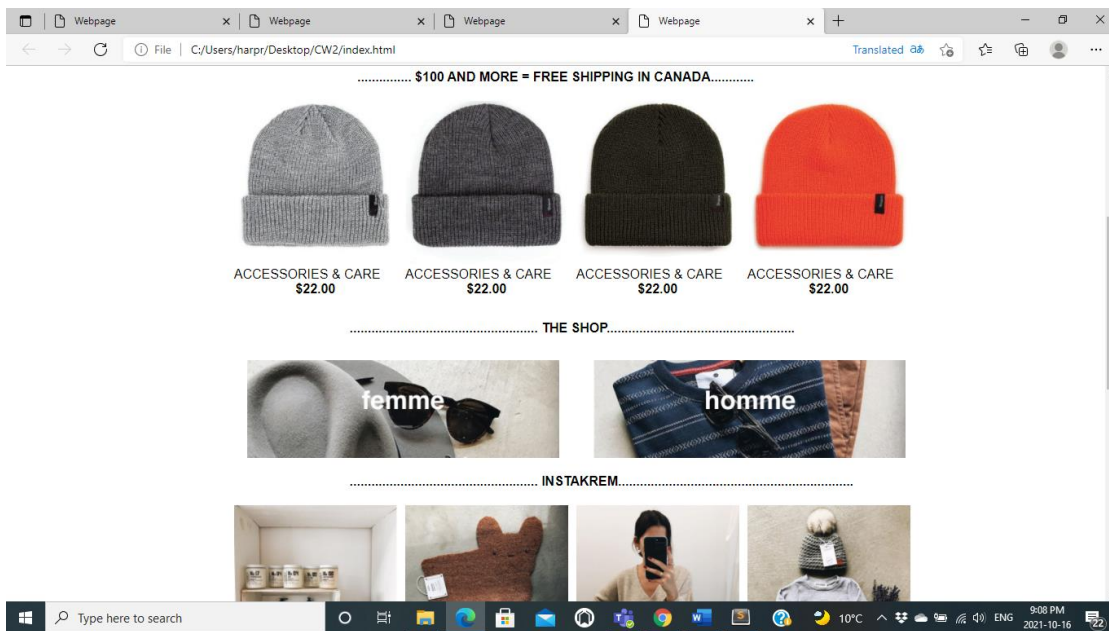 Webpage
Webpage
Webpage
Webpage
File
C:/Users/harpr/Desktop/CW2/index.html
Translated
............... $100 AND MORE = FREE SHIPPING IN CANADA............
ACCESSORIES & CARE
$22.00
ACCESSORIES & CARE
$22.00
ACCESSORIES & CARE
$22.00
ACCESSORIES & CARE
$22.00
.................................................... THE SHOP....................................................
femme
homme
.................................................... INSTAKREM.................................................................
Type here to search
10°C
ENG
9:08 PM
2021-10-16
22